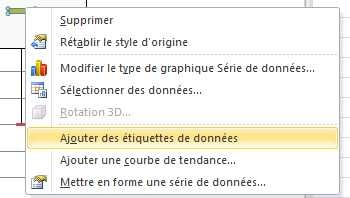 Supprimer
Rétablir le style d'origine
Modifier le type de graphique Série de données...
Sélectionner des données...
Rotation 3D...
Ajouter des étiquettes de données
Ajouter une courbe de tendance...
Mettre en forme une série de données...